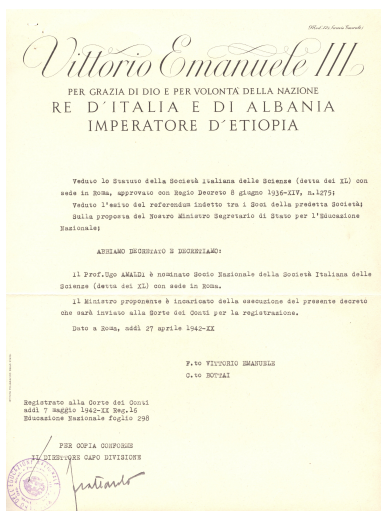 Vittorio Emanuele III
PER GRAZIA DI DIO E PER VOLONTÀ DELLA NAZIONE
RE D'ITALIA E DI ALBANIA
IMPERATORE D'ETIOPIA
Veduto lo Statuto della Società Italiana delle Scienze (detta dei XL) con
sede in Roma, approvato con Regio Decreto 8 giugno 1936-XIV, n.1275;
Veduto l'esito del referendum indetto tra i Soci della predetta Società;
Sulla proposta del Nostro Ministro Segretario di Stato per l'Educazione
Nazionale;
ABBIAMO DECRETATO E DECRETIAMO:
Il Prof.Ugo AMALDI è nominato Socio Nazionale della Società Italiana delle
Scienze (detta dei XL) con sede in Roma.
Il Ministro proponente è incaricato della esecuzione del presente decreto
che sarà inviato alla Corte dei Conti per la registrazione.
Dato a Roma, addì 27 aprile 1942-XX
F.to VITTORIO EMANUELE
C.to BOTTAI
Registrato alla Corte dei Conti
addì 7 maggio 1942-XX Reg.16
Educazione Nazionale foglio 298
PER COPIA CONFORME
IL DIRETTORE CAPO DIVISIONE